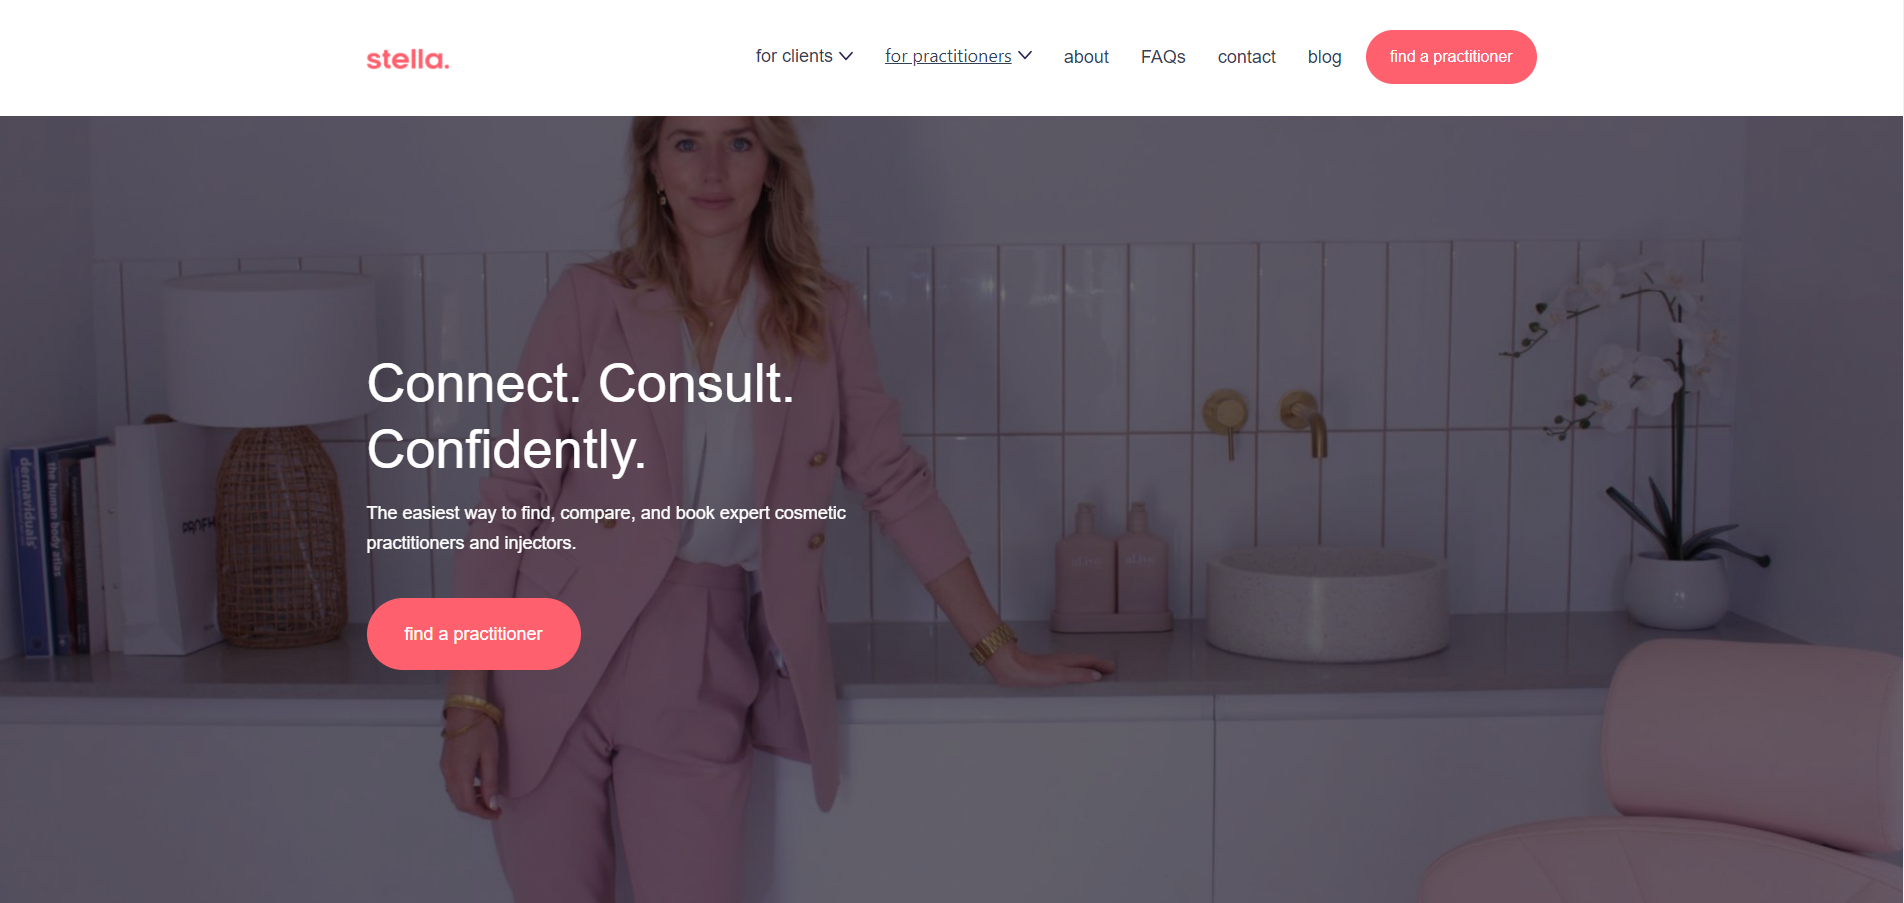 stella.
for clients
for practitioners
about
FAQs
contact
blog
find a practitioner
Connect. Consult.
Confidently.
The easiest way to find, compare, and book expert cosmetic
practitioners and injectors.
find a practitioner
dermaviduals
the human body atlas